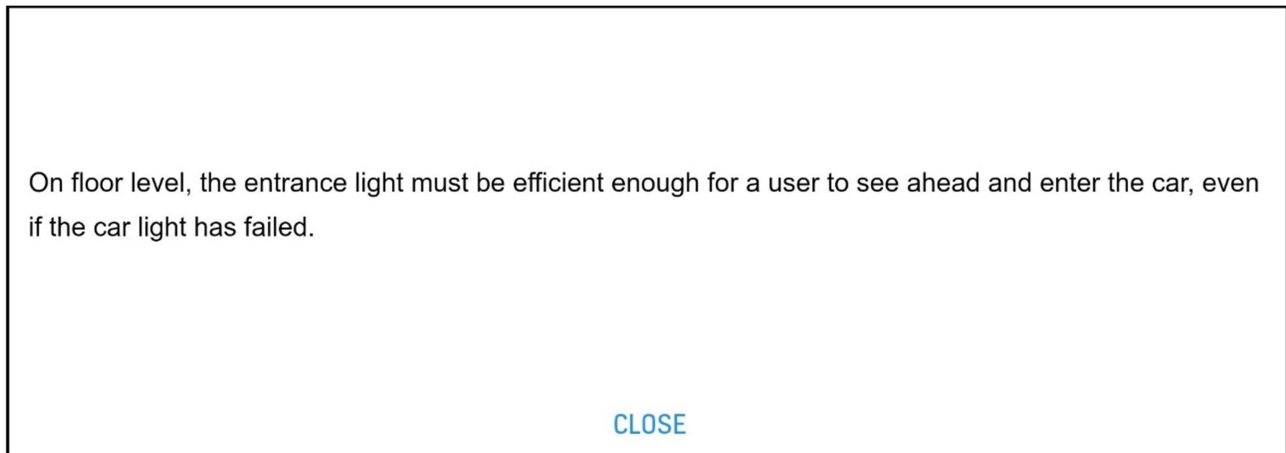 On floor level, the entrance light must be efficient enough for a user to see ahead and enter the car, even
if the car light has failed.
CLOSE